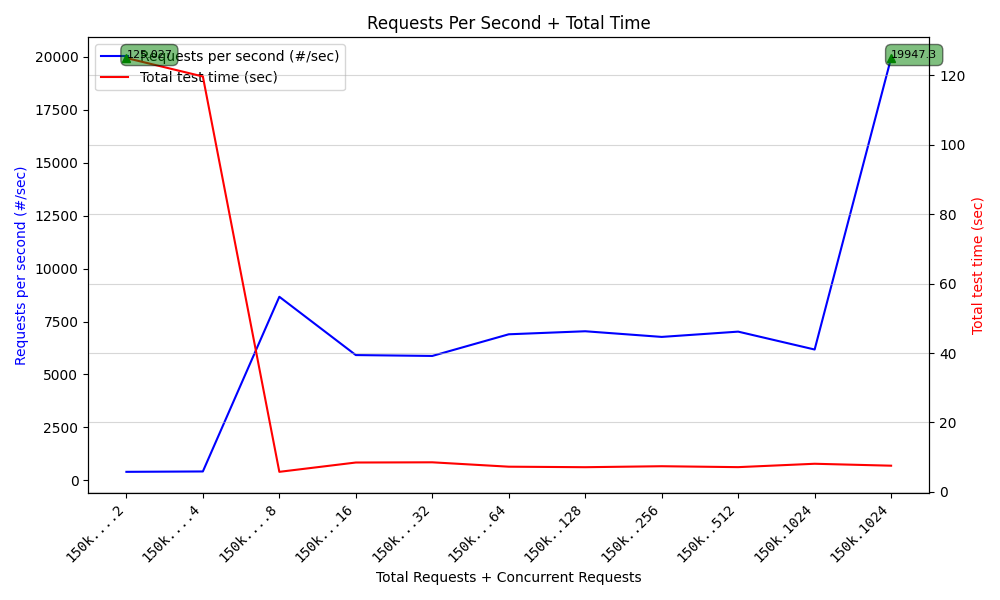 Requests Per Second + Total Time
125.027
Requests per second (#/sec)
Total test time (sec)
19947.3
20000
17500
15000
12500
10000
7500
5000
2500
0
120
100
80
60
40
20
0
Requests per second (#/sec)
Total test time (sec)
150k....2
150k....4
150k....8
150k...16
150k...32
150k...64
150k..128
150k..256
150k..512
150k.1024
150k.1024
Total Requests + Concurrent Requests